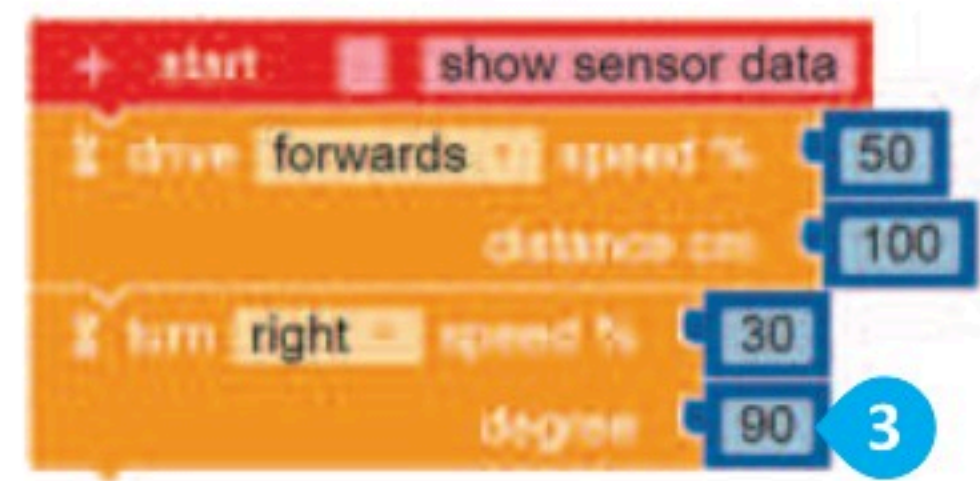 + start show sensor data
drive forwards speed % 50
distance cm 100
turn right speed % 30
degree 90 3